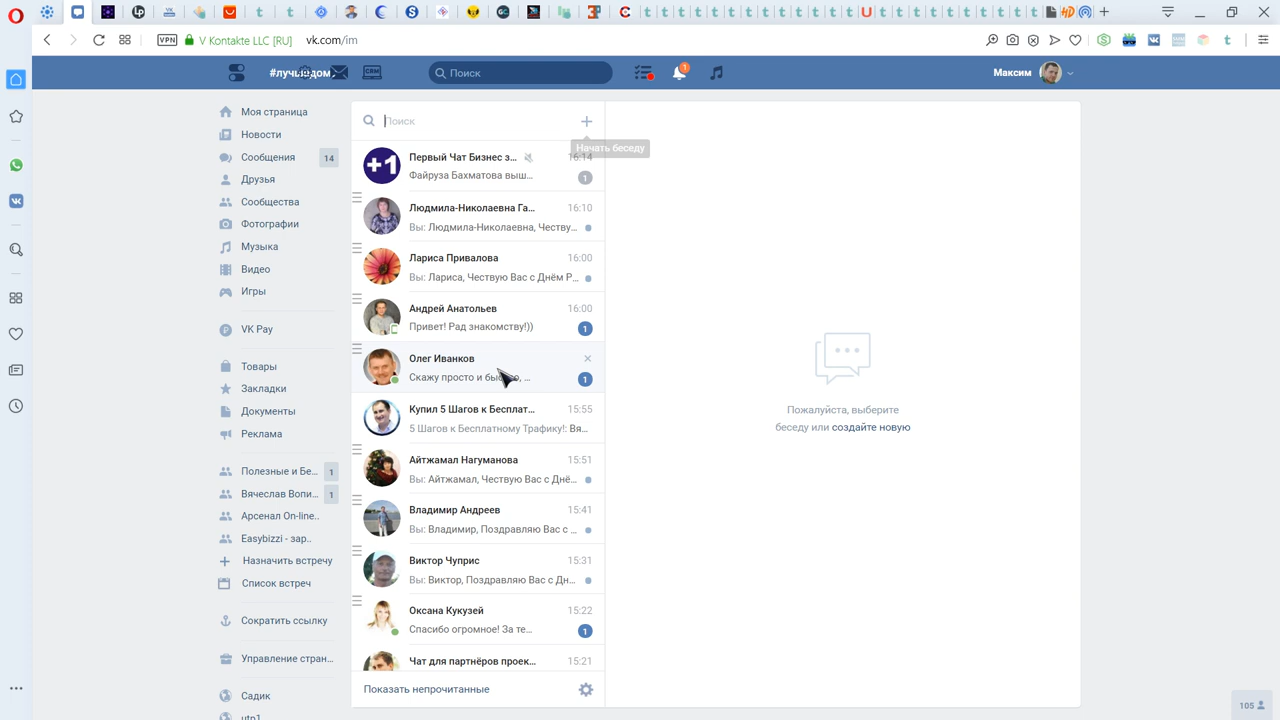 VPN
V Kontakte LLC [RU]
vk.com/im
CRM
Поиск
1
Максим
Моя страница
Новости
Сообщения 14
Друзья
Сообщества
Фотографии
Музыка
Видео
Игры
VK Pay
Товары
Закладки
Документы
Реклама
Полезные и Бе... 1
Вячеслав Вопи... 1
Арсенал On-line..
Easybizzi - зар..
Назначить встречу
Список встреч
Сократить ссылку
Управление стран...
Садик
utp1
Поиск
Начать беседу
+1
Первый Чат Бизнес з... 16:14
Файруза Бахматова выш... 1
Людмила-Николаевна Га... 16:10
Вы: Людмила-Николаевна, Честву...
Лариса Привалова 16:00
Вы: Лариса, Чествую Вас с Днём Р...
Андрей Анатольев 16:00
Привет! Рад знакомству!)) 1
Олег Иванков
Скажу просто и быстро, ... 1
Купил 5 Шагов к Бесплат... 15:55
5 Шагов к Бесплатному Трафику!: Вя...
Айтжамал Нагуманова 15:51
Вы: Айтжамал, Чествую Вас с Днё...
Владимир Андреев 15:41
Вы: Владимир, Поздравляю Вас с ...
Виктор Чуприс 15:31
Вы: Виктор, Поздравляю Вас с Дн...
Оксана Кукузей 15:22
Спасибо огромное! За те... 1
Чат для партнёров проек... 15:21
Показать непрочитанные
Пожалуйста, выберите
беседу или создайте новую
105